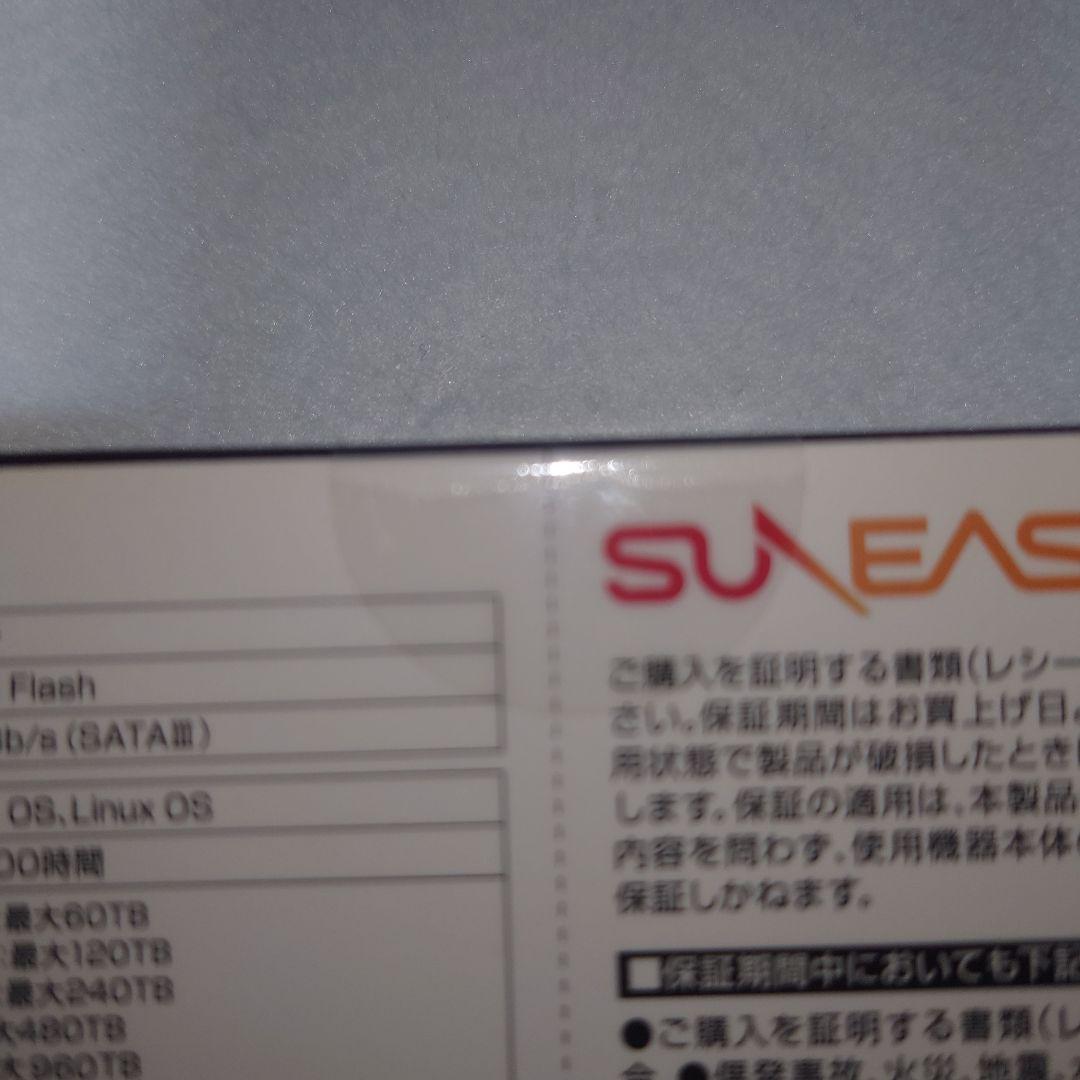 Flash
b/s (SATAⅢ)
OS、Linux OS
00時間
:最大60TB
:最大120TB
:最大240TB
大480TB
大960TB
SUNEAS
ご購入を証明する書類(レシー
さい。保証期間はお買上げ日
用状態で製品が破損したとき
します。保証の適用は、本製品
内容を問わず、使用機器本体
保証しかねます。
■保証期間中においても下記
●ご購入を証明する書類(レ
火災、地震、